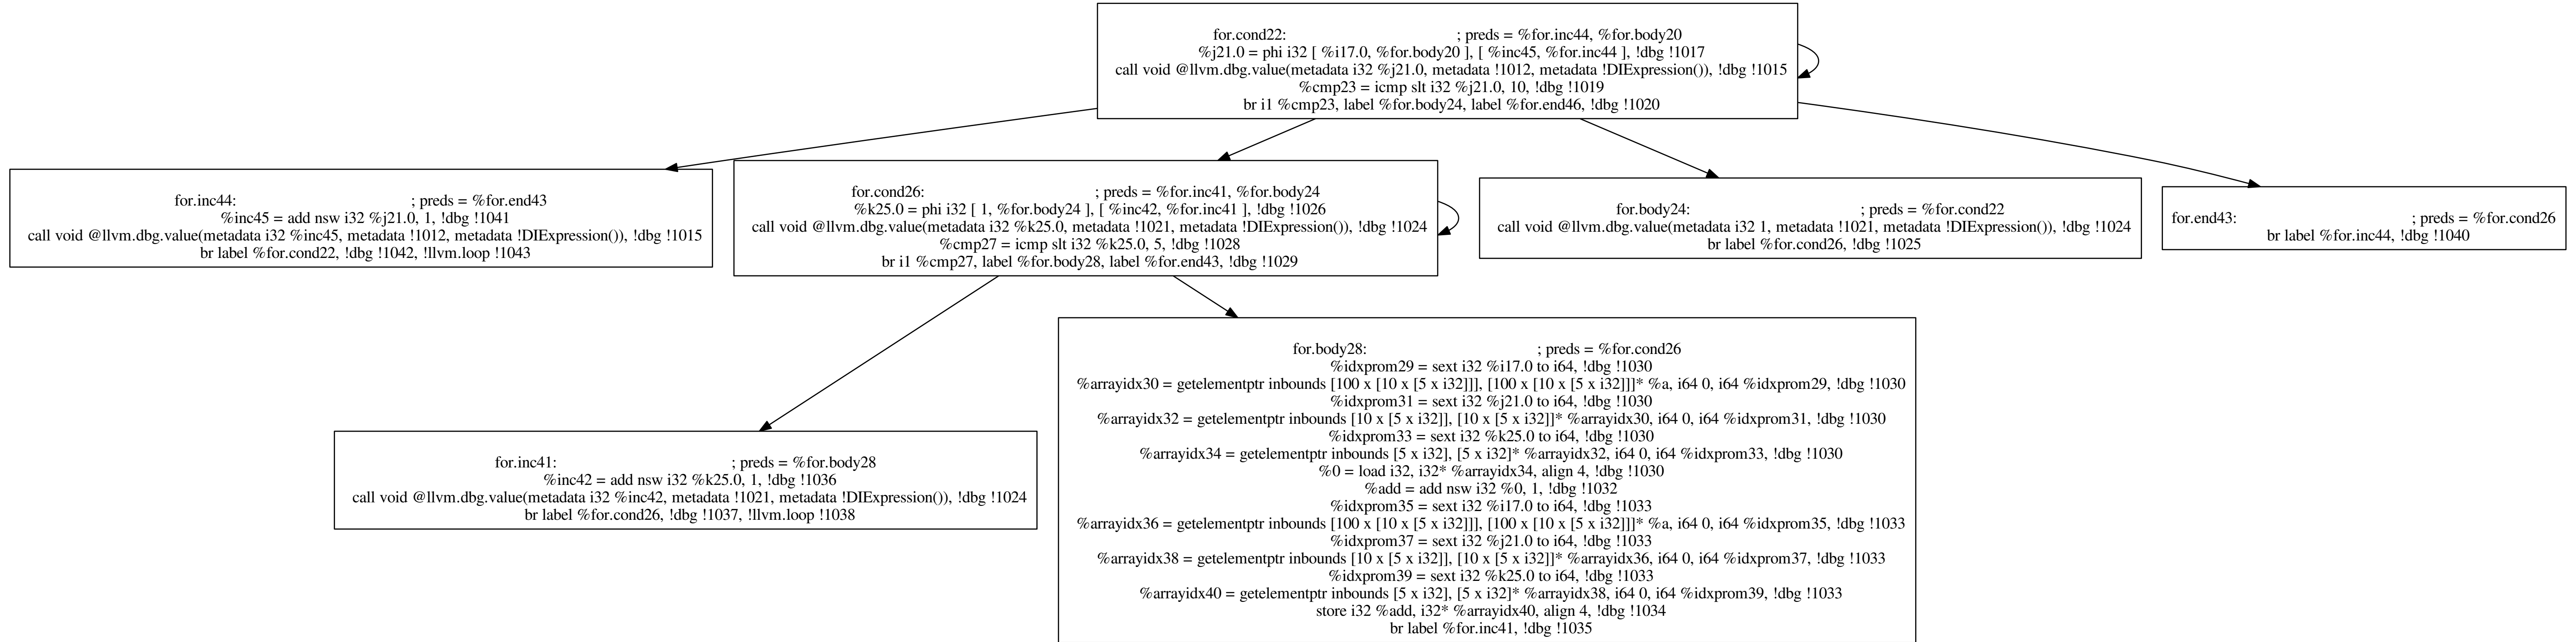 for.cond22: ; preds = %for.inc44, %for.body20
%j21.0 = phi i32 [ %i17.0, %for.body20 ], [ %inc45, %for.inc44 ], !dbg !1017
call void @llvm.dbg.value(metadata i32 %j21.0, metadata !1012, metadata !DIExpression()), !dbg !1015
%cmp23 = icmp slt i32 %j21.0, 10, !dbg !1019
br i1 %cmp23, label %for.body24, label %for.end46, !dbg !1020
for.inc44: ; preds = %for.end43
%inc45 = add nsw i32 %j21.0, 1, !dbg !1041
call void @llvm.dbg.value(metadata i32 %inc45, metadata !1012, metadata !DIExpression()), !dbg !1015
br label %for.cond22, !dbg !1042, !llvm.loop !1043
for.cond26: ; preds = %for.inc41, %for.body24
%k25.0 = phi i32 [ 1, %for.body24 ], [ %inc42, %for.inc41 ], !dbg !1026
call void @llvm.dbg.value(metadata i32 %k25.0, metadata !1021, metadata !DIExpression()), !dbg !1024
%cmp27 = icmp slt i32 %k25.0, 5, !dbg !1028
br i1 %cmp27, label %for.body28, label %for.end43, !dbg !1029
for.body24: ; preds = %for.cond22
call void @llvm.dbg.value(metadata i32 1, metadata !1021, metadata !DIExpression()), !dbg !1024
br label %for.cond26, !dbg !1025
for.end43: ; preds = %for.cond26
br label %for.inc44, !dbg !1040
for.inc41: ; preds = %for.body28
%inc42 = add nsw i32 %k25.0, 1, !dbg !1036
call void @llvm.dbg.value(metadata i32 %inc42, metadata !1021, metadata !DIExpression()), !dbg !1024
br label %for.cond26, !dbg !1037, !llvm.loop !1038
for.body28: ; preds = %for.cond26
%idxprom29 = sext i32 %i17.0 to i64, !dbg !1030
%arrayidx30 = getelementptr inbounds [100 x [10 x [5 x i32]]], [100 x [10 x [5 x i32]]]* %a, i64 0, i64 %idxprom29, !dbg !1030
%idxprom31 = sext i32 %j21.0 to i64, !dbg !1030
%arrayidx32 = getelementptr inbounds [10 x [5 x i32]], [10 x [5 x i32]]* %arrayidx30, i64 0, i64 %idxprom31, !dbg !1030
%idxprom33 = sext i32 %k25.0 to i64, !dbg !1030
%arrayidx34 = getelementptr inbounds [5 x i32], [5 x i32]* %arrayidx32, i64 0, i64 %idxprom33, !dbg !1030
%0 = load i32, i32* %arrayidx34, align 4, !dbg !1030
%add = add nsw i32 %0, 1, !dbg !1032
%idxprom35 = sext i32 %i17.0 to i64, !dbg !1033
%arrayidx36 = getelementptr inbounds [100 x [10 x [5 x i32]]], [100 x [10 x [5 x i32]]]* %a, i64 0, i64 %idxprom35, !dbg !1033
%idxprom37 = sext i32 %j21.0 to i64, !dbg !1033
%arrayidx38 = getelementptr inbounds [10 x [5 x i32]], [10 x [5 x i32]]* %arrayidx36, i64 0, i64 %idxprom37, !dbg !1033
%idxprom39 = sext i32 %k25.0 to i64, !dbg !1033
%arrayidx40 = getelementptr inbounds [5 x i32], [5 x i32]* %arrayidx38, i64 0, i64 %idxprom39, !dbg !1033
store i32 %add, i32* %arrayidx40, align 4, !dbg !1034
br label %for.inc41, !dbg !1035